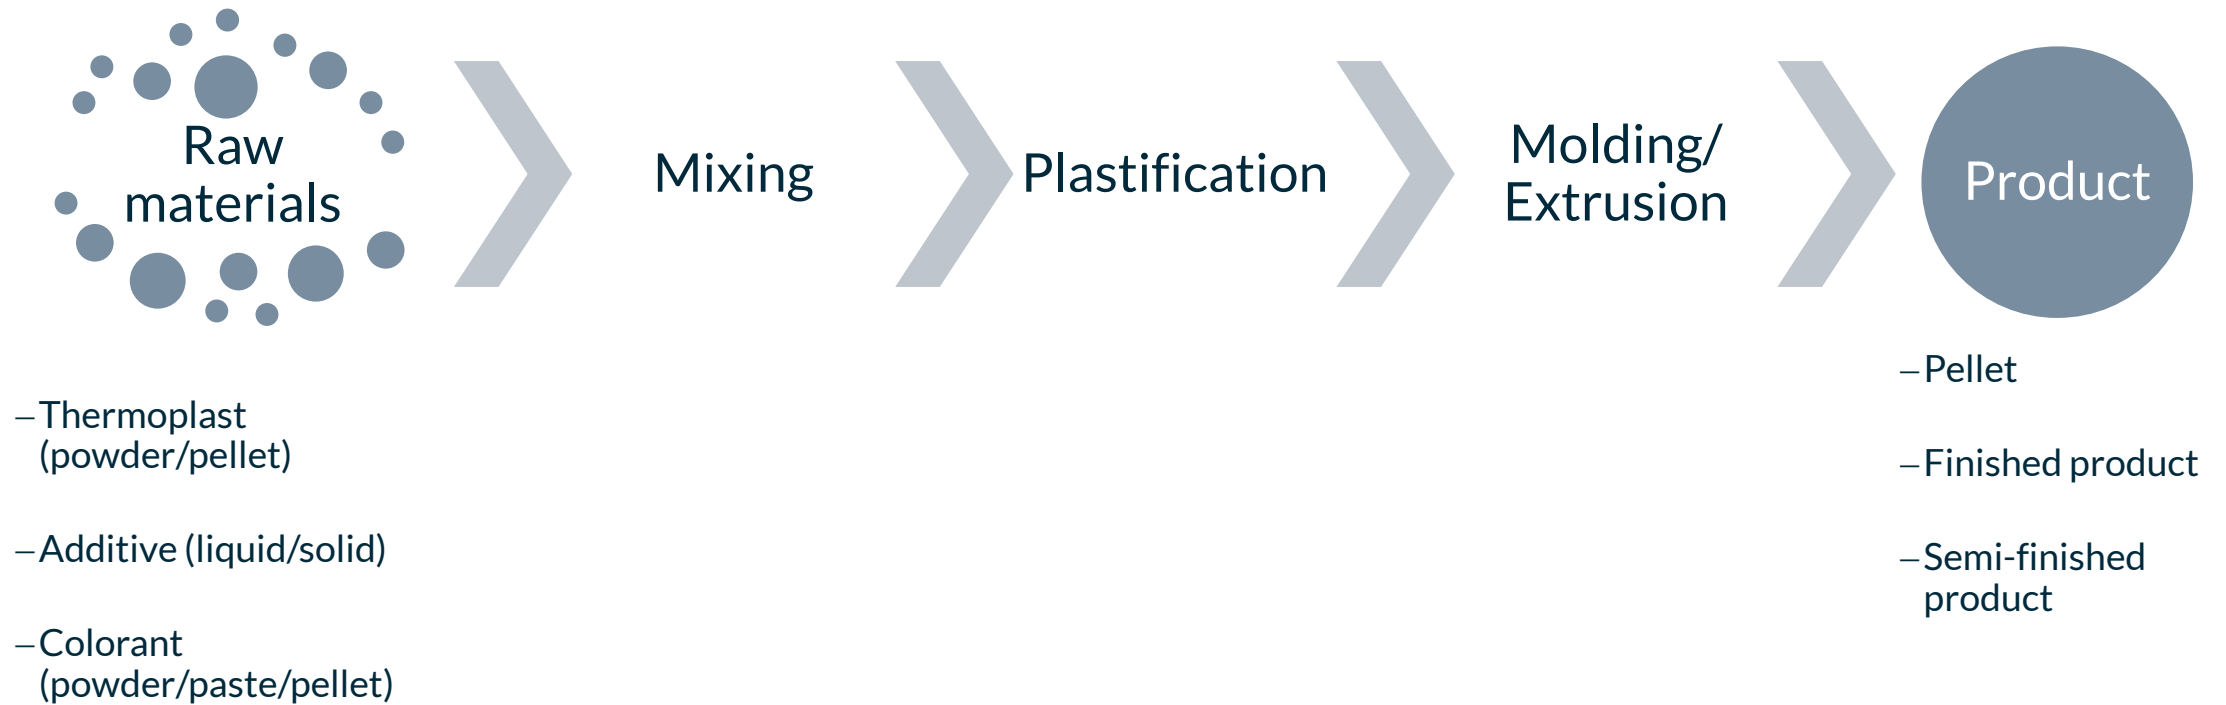 Raw
materials
Mixing
Plastification
Molding/
Extrusion
Product
–Thermoplast
(powder/pellet)
–Additive (liquid/solid)
–Colorant
(powder/paste/pellet)
–Pellet
–Finished product
–Semi-finished
product